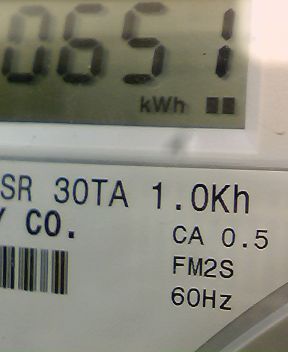 0651
kWh
SR 30TA 1.0Kh
Y CO.
CA 0.5
FM2S
60Hz